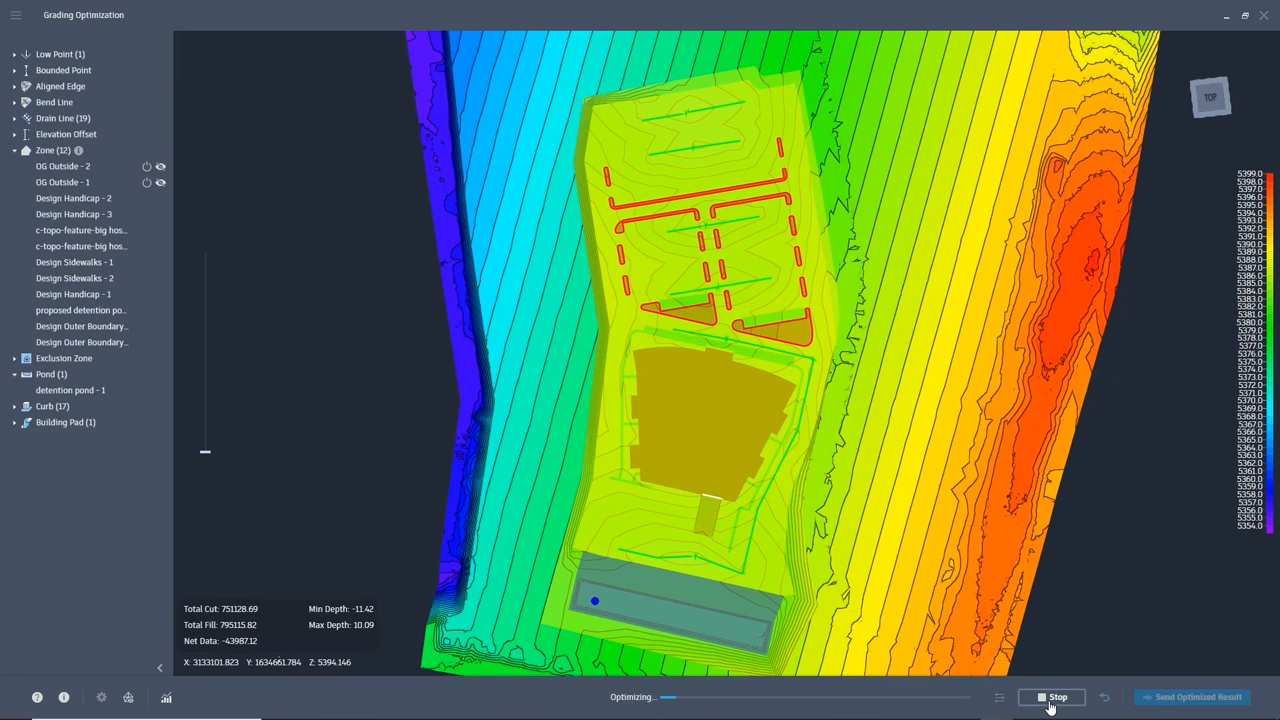 Grading Optimization
Low Point (1)
Bounded Point
Aligned Edge
Bend Line
Drain Line (19)
Elevation Offset
Zone (12)
OG Outside - 2
OG Outside - 1
Design Handicap - 2
Design Handicap - 3
c-topo-feature-big hos...
c-topo-feature-big hos...
Design Sidewalks - 1
Design Sidewalks - 2
Design Handicap - 1
proposed detention po...
Design Outer Boundary...
Design Outer Boundary...
Exclusion Zone
Pond (1)
detention pond - 1
Curb (17)
Building Pad (1)
TOP
5399.0
5398.0
5397.0
5396.0
5395.0
5394.0
5393.0
5392.0
5391.0
5390.0
5389.0
5388.0
5387.0
5386.0
5385.0
5384.0
5383.0
5382.0
5381.0
5380.0
5379.0
5378.0
5377.0
5376.0
5375.0
5374.0
5373.0
5372.0
5371.0
5370.0
5369.0
5368.0
5367.0
5366.0
5365.0
5364.0
5363.0
5362.0
5361.0
5360.0
5359.0
5358.0
5357.0
5356.0
5355.0
5354.0
Total Cut: 751128.69 Min Depth: -11.42
Total Fill: 795115.82 Max Depth: 10.09
Net Data: -43987.12
X: 3133101.823 Y: 1634661.784 Z: 5394.146
Optimizing... Stop Send Optimized Result